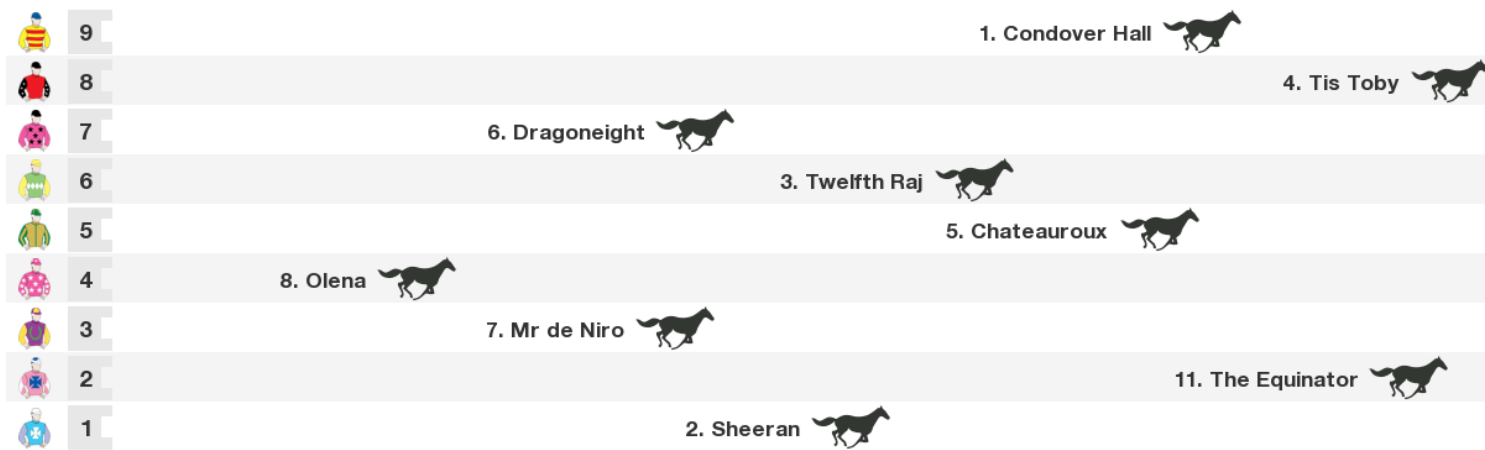 9 1. Condover Hall
8 4. Tis Toby
7 6. Dragoneight
6 3. Twelfth Raj
5 5. Chateauroux
4 8. Olena
3 7. Mr de Niro
2 11. The Equinator
1 2. Sheeran